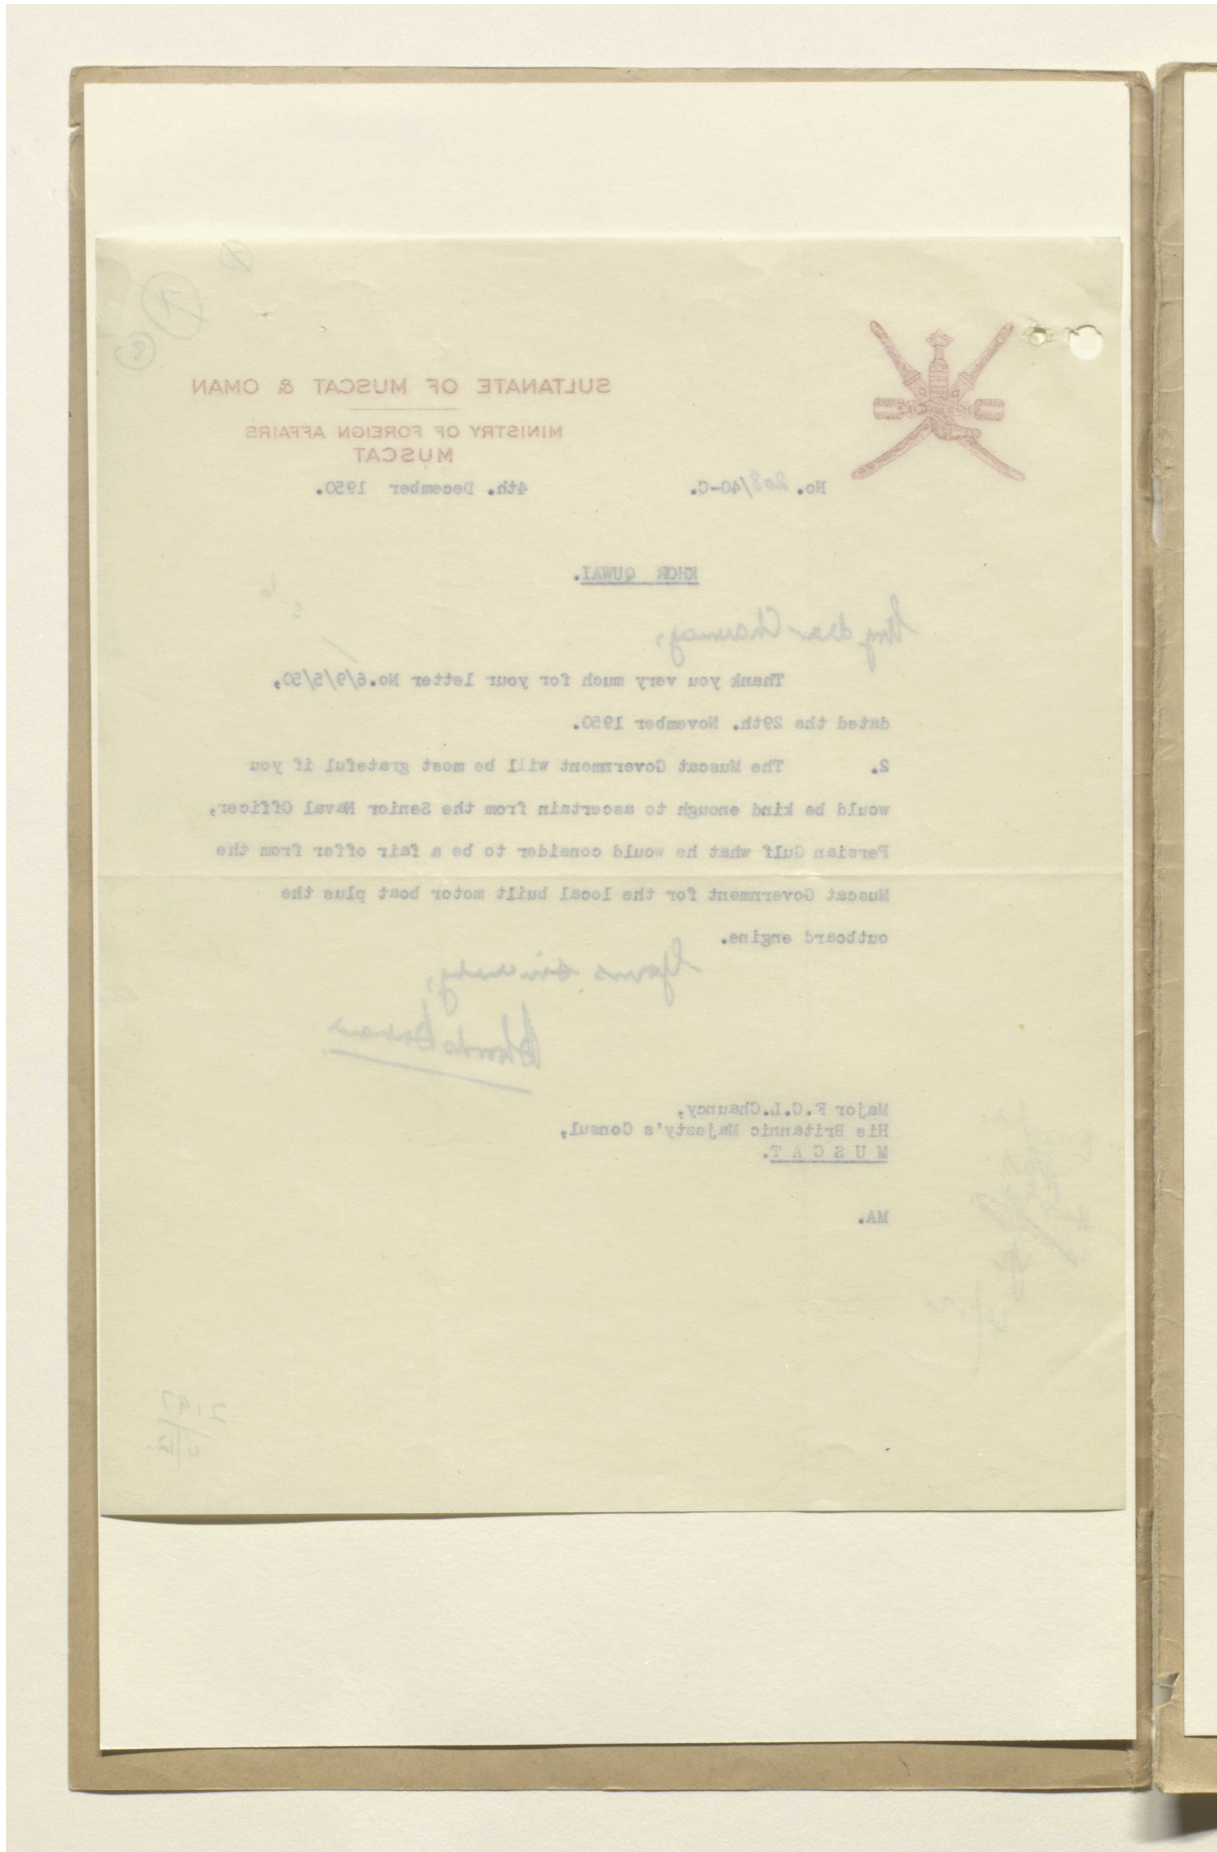 SULTANATE OF MUSCAT & OMAN
MINISTRY OF FOREIGN AFFAIRS
MUSCAT
No. 208/40-C. 4th. December 1950.
KHOR QUWAI.
My dear Chauncy,
Thank you very much for your letter No.6/9/5/50,
dated the 29th. November 1950.
2. The Muscat Government will be most grateful if you
would be kind enough to ascertain from the Senior Naval Officer,
Persian Gulf what he would consider to be a fair offer from the
Muscat Government for the local built motor boat plus the
outboard engine.
Yours sincerely,
Major F.C.L.Chauncy,
His Britannic Majesty's Consul,
M U S C A T.
MA.
2197
4/12